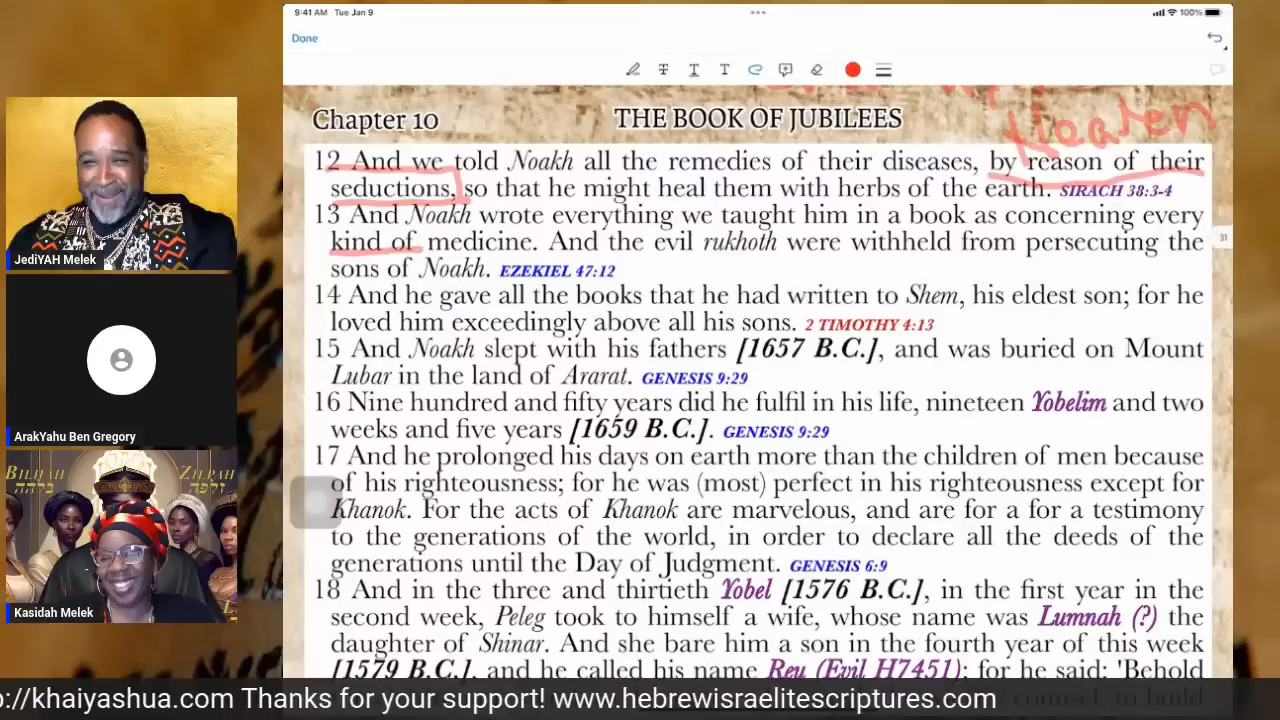 9:41 AM Tue Jan 9
100%
Done
Heaven
Chapter 10
THE BOOK OF JUBILEES
12 And we told Noakh all the remedies of their diseases, by reason of their
seductions, so that he might heal them with herbs of the earth. SIRACH 38:3-4
13 And Noakh wrote everything we taught him in a book as concerning every
kind of medicine. And the evil rukhoth were withheld from persecuting the
sons of Noakh. EZEKIEL 47:12
14 And he gave all the books that he had written to Shem, his eldest son; for he
loved him exceedingly above all his sons. 2 TIMOTHY 4:13
15 And Noakh slept with his fathers [1657 B.C.], and was buried on Mount
Lubar in the land of Ararat. GENESIS 9:29
16 Nine hundred and fifty years did he fulfil in his life, nineteen Yobelim and two
weeks and five years [1659 B.C.]. GENESIS 9:29
17 And he prolonged his days on earth more than the children of men because
of his righteousness; for he was (most) perfect in his righteousness except for
Khanok. For the acts of Khanok are marvelous, and are for a for a testimony
to the generations of the world, in order to declare all the deeds of the
generations until the Day of Judgment. GENESIS 6:9
18 And in the three and thirtieth Yobel [1576 B.C.], in the first year in the
second week, Peleg took to himself a wife, whose name was Lumnah (?) the
daughter of Shinar. And she bare him a son in the fourth year of this week
[1579 B.C.], and he called his name Reu (Evil H7451); for he said: 'Behold
31
JediYAH Melek
ArakYahu Ben Gregory
BILHAH
בלהה
ZILPAH
זלפה
Kasidah Melek
p://khaiyashua.com Thanks for your support! www.hebrewisraelitescriptures.com